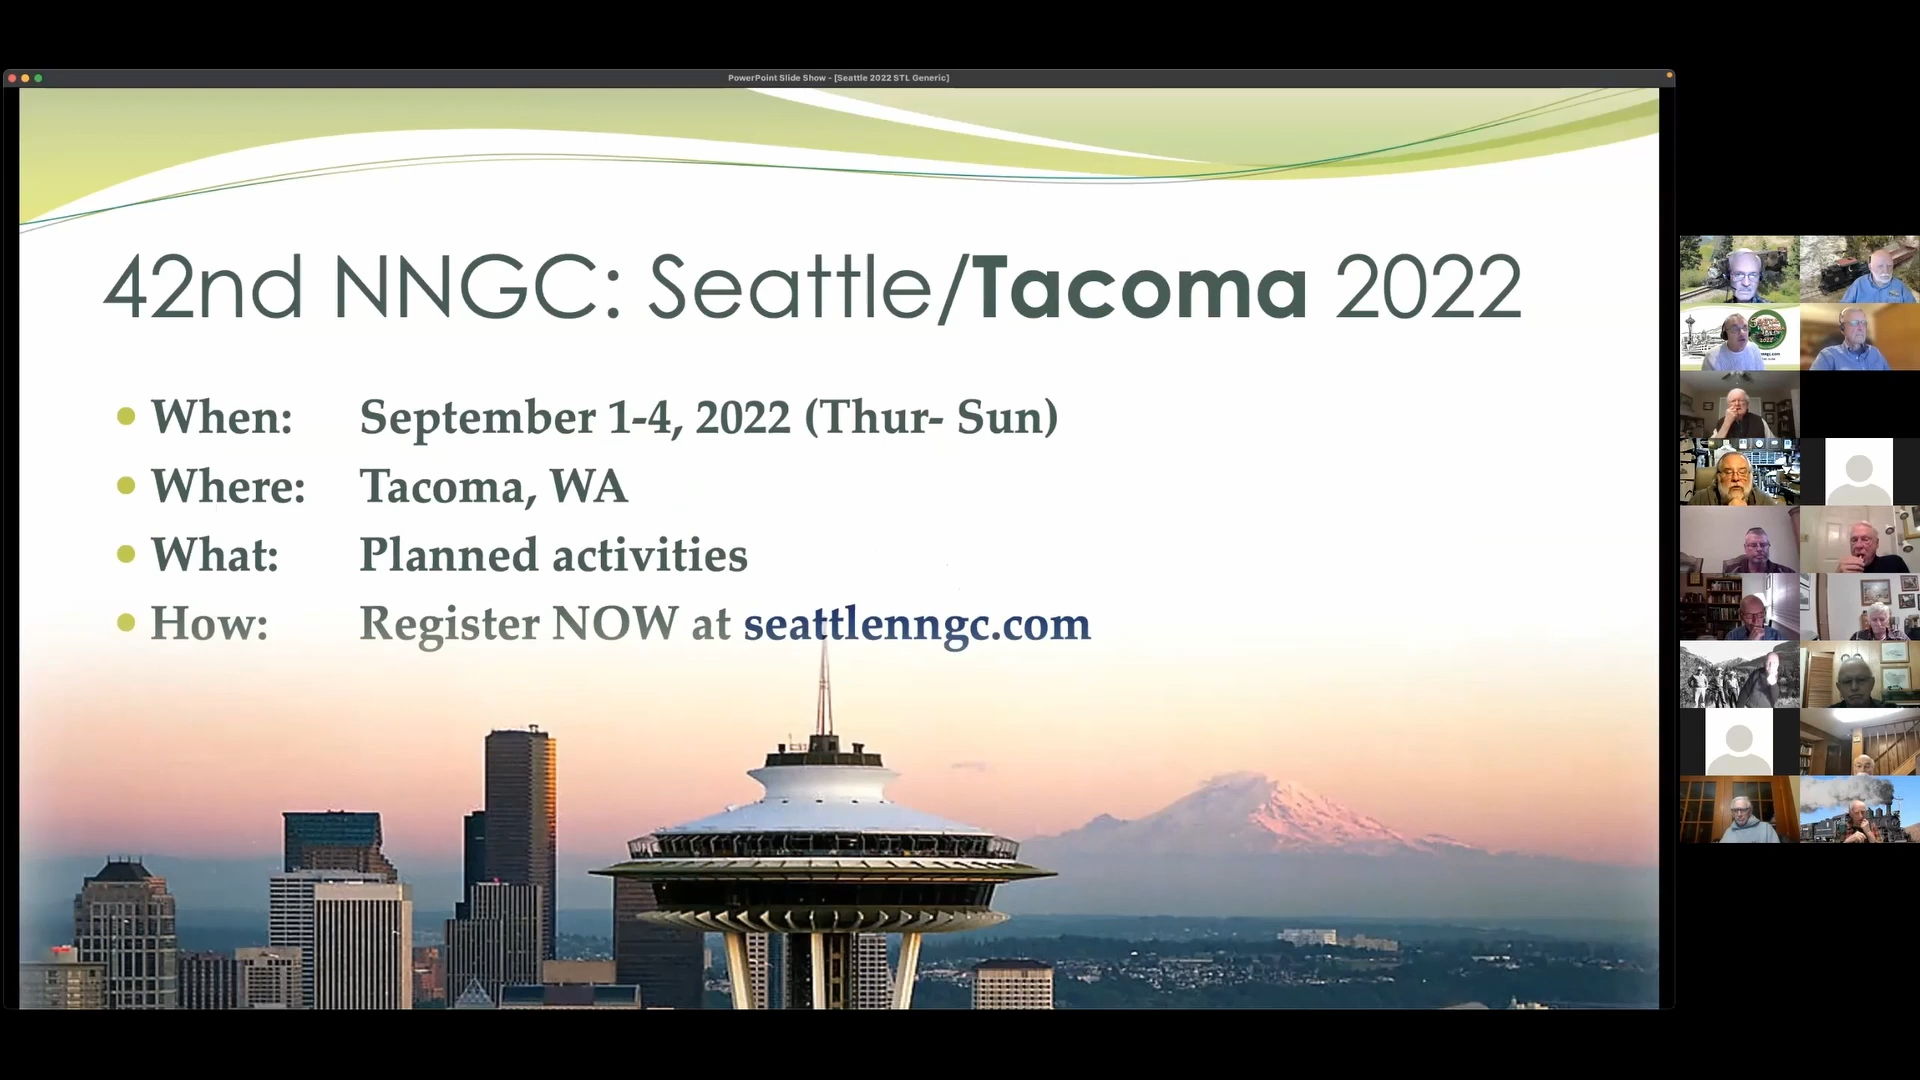 PowerPoint Slide Show - [Seattle 2022 STL Generic]
42nd NNGC: Seattle/Tacoma 2022
• When: September 1-4, 2022 (Thur- Sun)
• Where: Tacoma, WA
• What: Planned activities
• How: Register NOW at seattlenngc.com